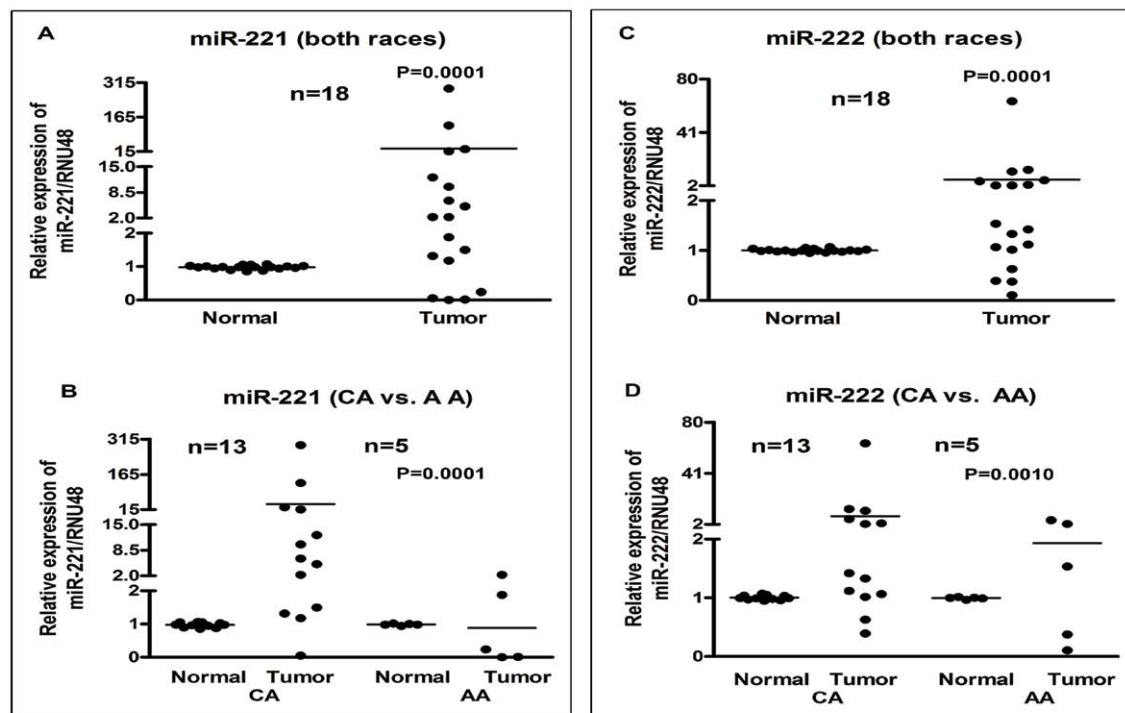 A
miR-221 (both races)
P=0.0001
n=18
Relative expression of
miR-221/RNU48
315
165
15
15.0
8.5
2.0
2
1
0
Normal
Tumor
B
miR-221 (CA vs. A A)
n=13
n=5
P=0.0001
Relative expression of
miR-221/RNU48
315
165
15
15.0
8.5
2.0
2
1
0
Normal Tumor Normal Tumor
CA AA
C
miR-222 (both races)
P=0.0001
n=18
Relative expression of
miR-222/RNU48
80
41
2
2
1
0
Normal
Tumor
D
miR-222 (CA vs. AA)
n=13
n=5
P=0.0010
Relative expression of
miR-222/RNU48
80
41
2
2
1
0
Normal Tumor Normal Tumor
CA AA